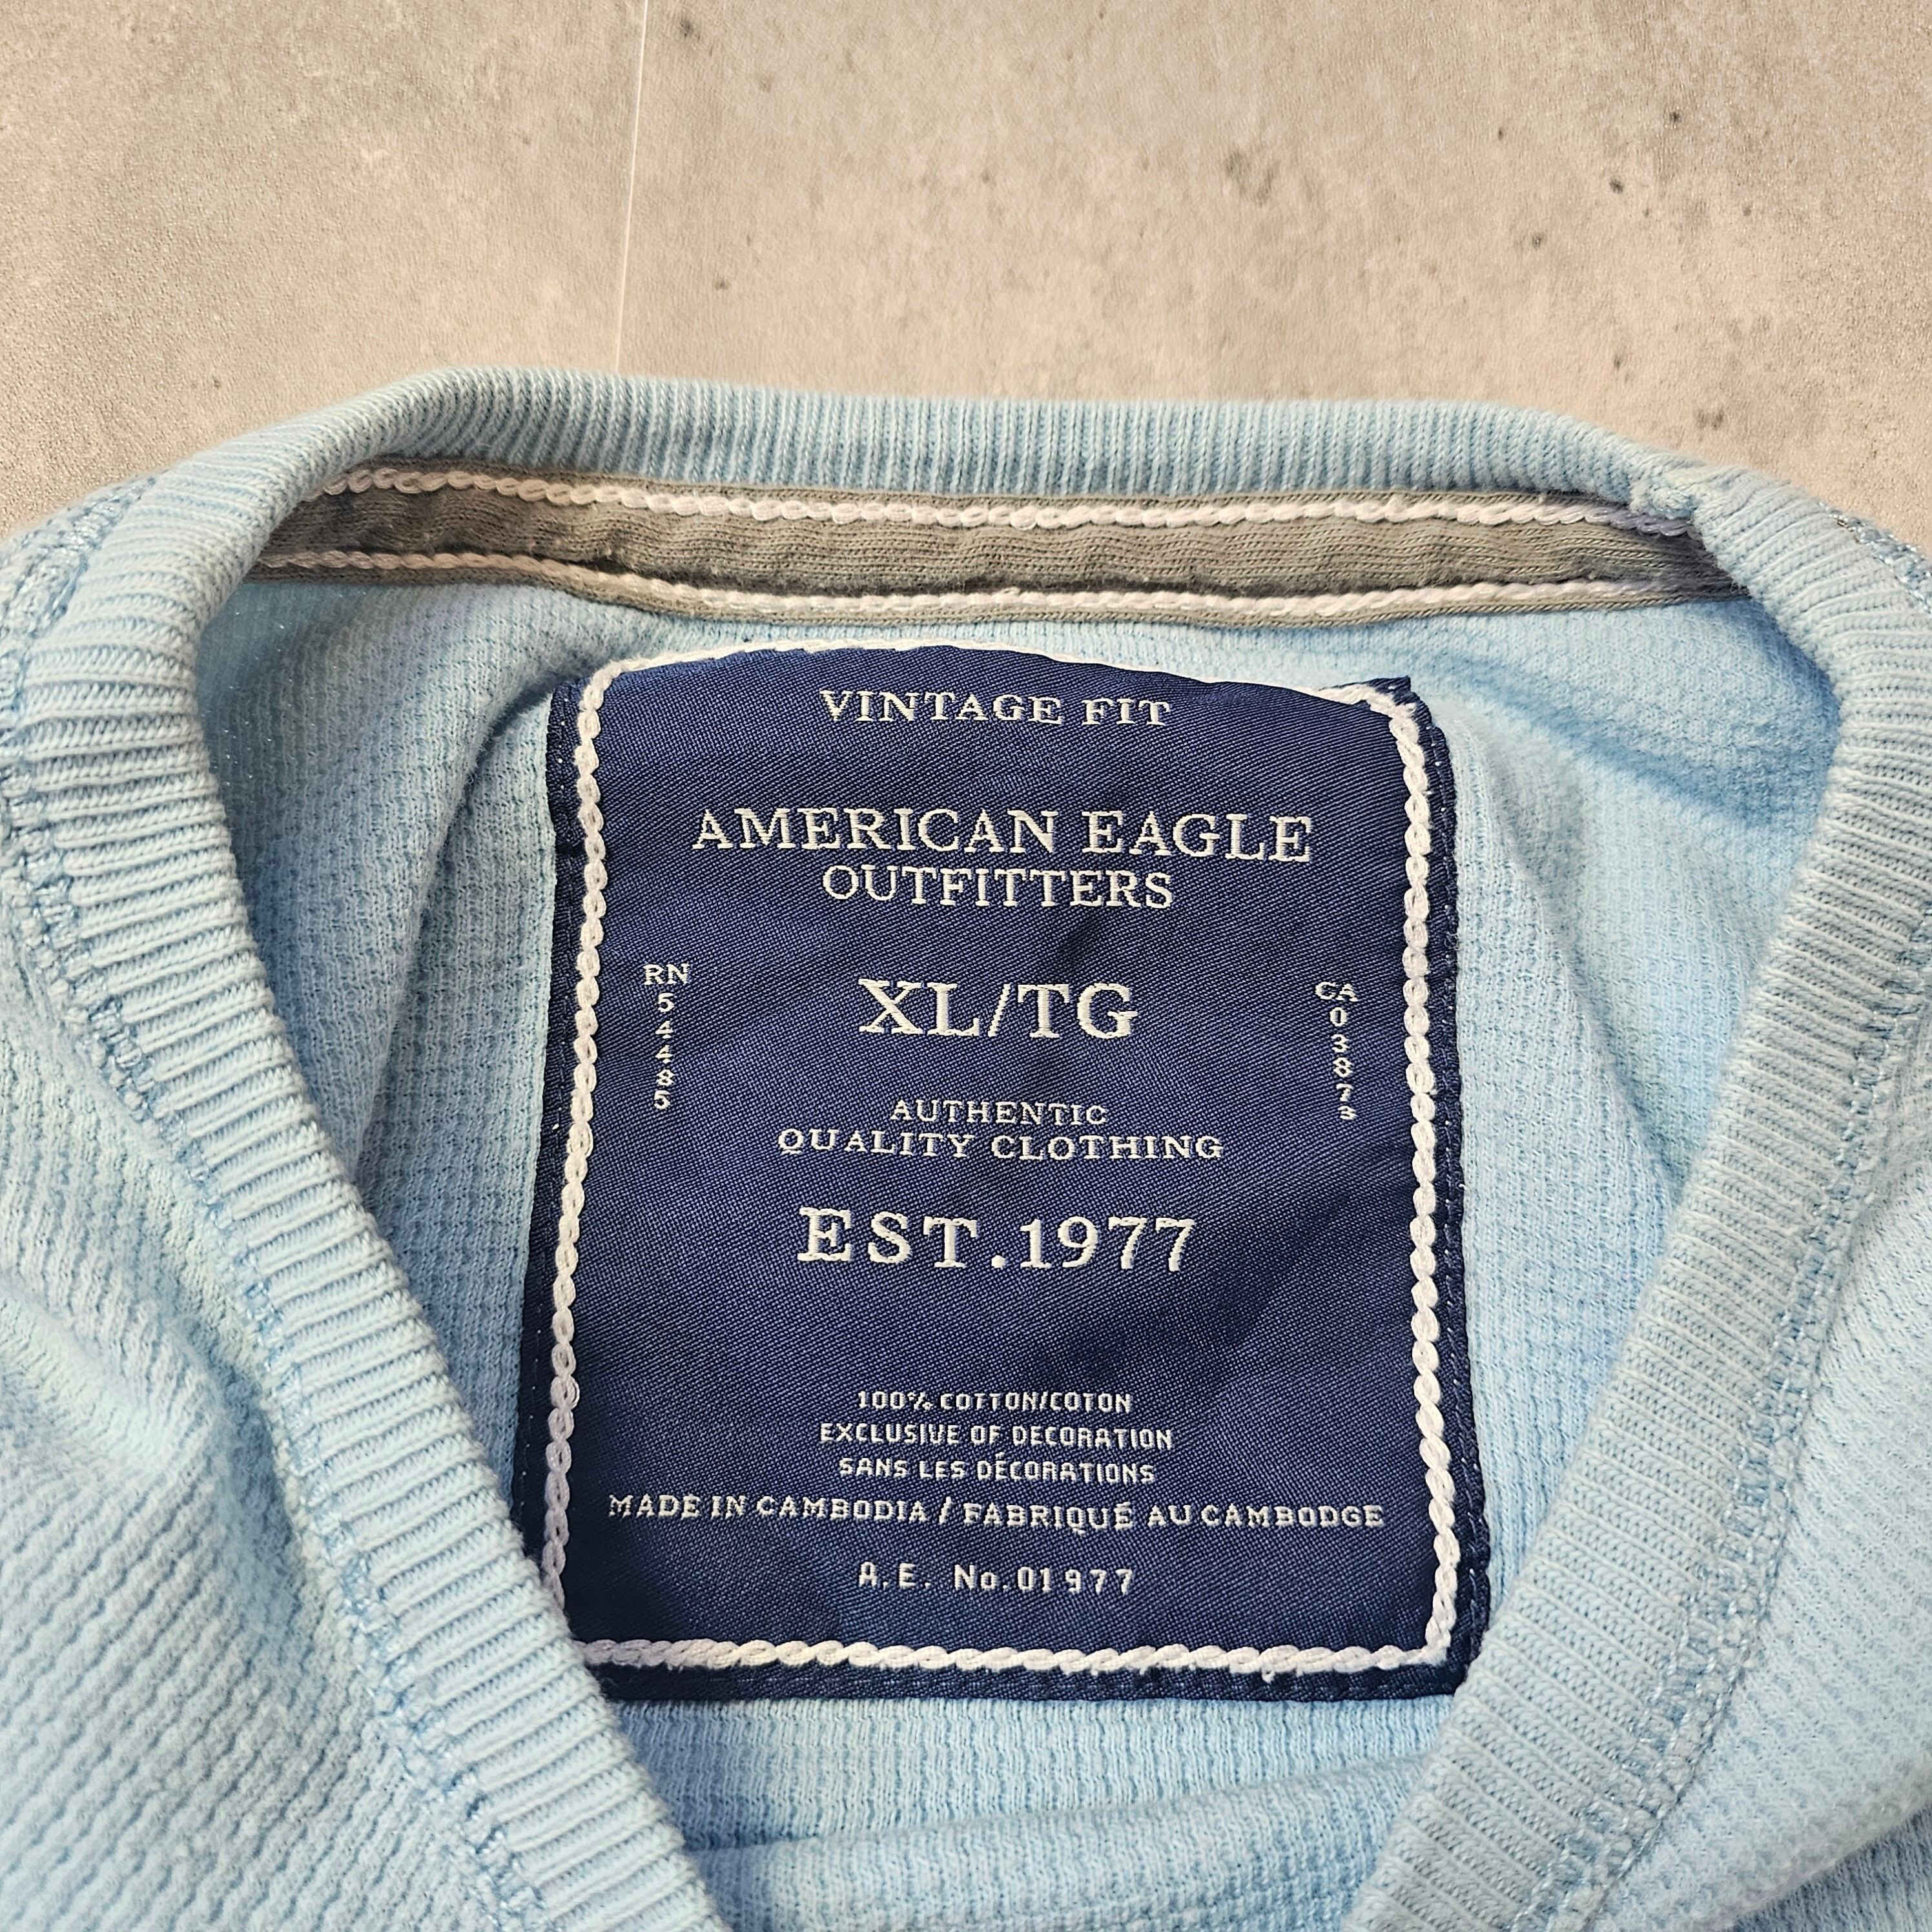 VINTAGE FIT
AMERICAN EAGLE
OUTFITTERS
RN 54485
XL/TG
CA 03873
AUTHENTIC
QUALITY CLOTHING
EST.1977
100% COTTON/COTON
EXCLUSIVE OF DECORATION
SANS LES DÉCORATIONS
MADE IN CAMBODIA / FABRIQUÉ AU CAMBODGE
A.E. No.01977